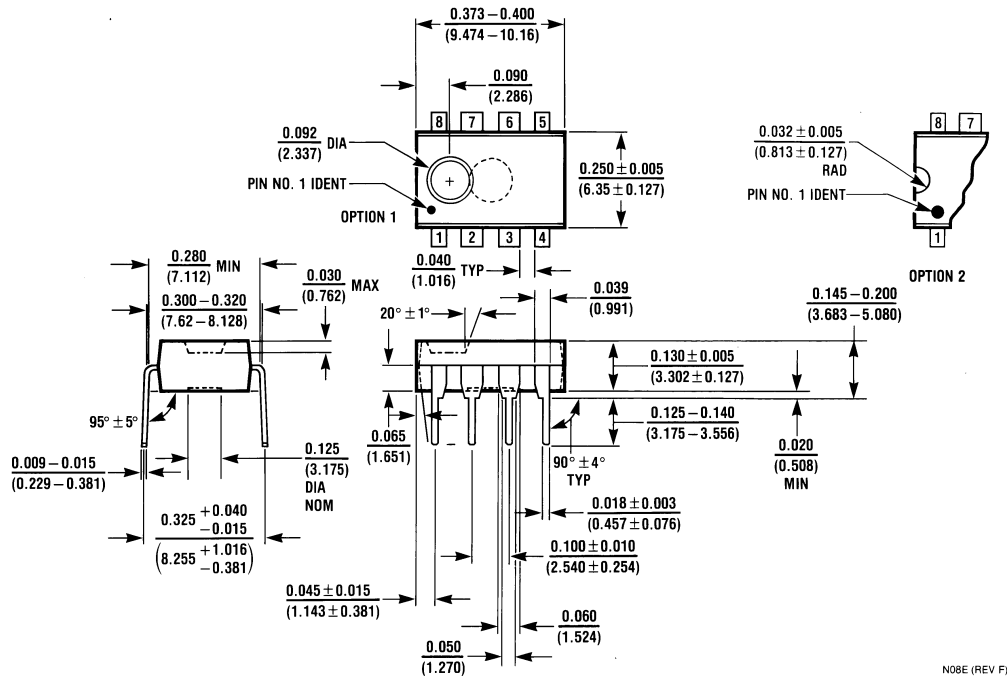 0.373 – 0.400
(9.474 – 10.16)
0.090
(2.286)
8 7 6 5
0.092 DIA
(2.337)
PIN NO. 1 IDENT
OPTION 1
1 2 3 4
0.250 ± 0.005
(6.35 ± 0.127)
8 7
0.032 ± 0.005
(0.813 ± 0.127)
RAD
PIN NO. 1 IDENT
1
OPTION 2
0.280 MIN
(7.112)
0.300 – 0.320
(7.62 – 8.128)
0.030 MAX
(0.762)
0.040 TYP
(1.016)
20° ± 1°
0.039
(0.991)
0.145 – 0.200
(3.683 – 5.080)
0.130 ± 0.005
(3.302 ± 0.127)
0.125 – 0.140
(3.175 – 3.556)
0.020
(0.508)
MIN
95° ± 5°
0.009 – 0.015
(0.229 – 0.381)
0.125
(3.175)
DIA
NOM
0.065
(1.651)
90° ± 4°
TYP
0.018 ± 0.003
(0.457 ± 0.076)
0.325 +0.040
−0.015
(8.255 +1.016
−0.381)
0.100 ± 0.010
(2.540 ± 0.254)
0.045 ± 0.015
(1.143 ± 0.381)
0.060
(1.524)
0.050
(1.270)
N08E (REV F)